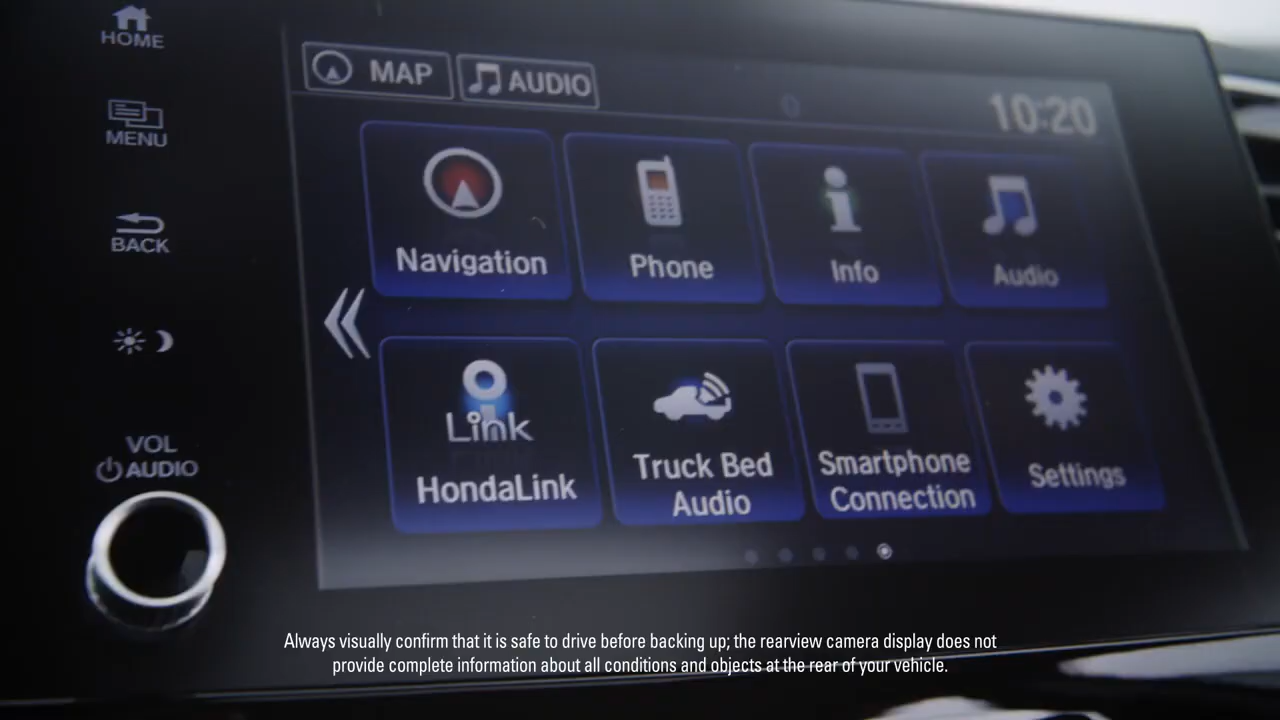 HOME
MENU
BACK
VOL
AUDIO
MAP
AUDIO
10:20
Navigation
Phone
Info
Audio
Link
HondaLink
Truck Bed
Audio
Smartphone
Connection
Settings
Always visually confirm that it is safe to drive before backing up; the rearview camera display does not
provide complete information about all conditions and objects at the rear of your vehicle.